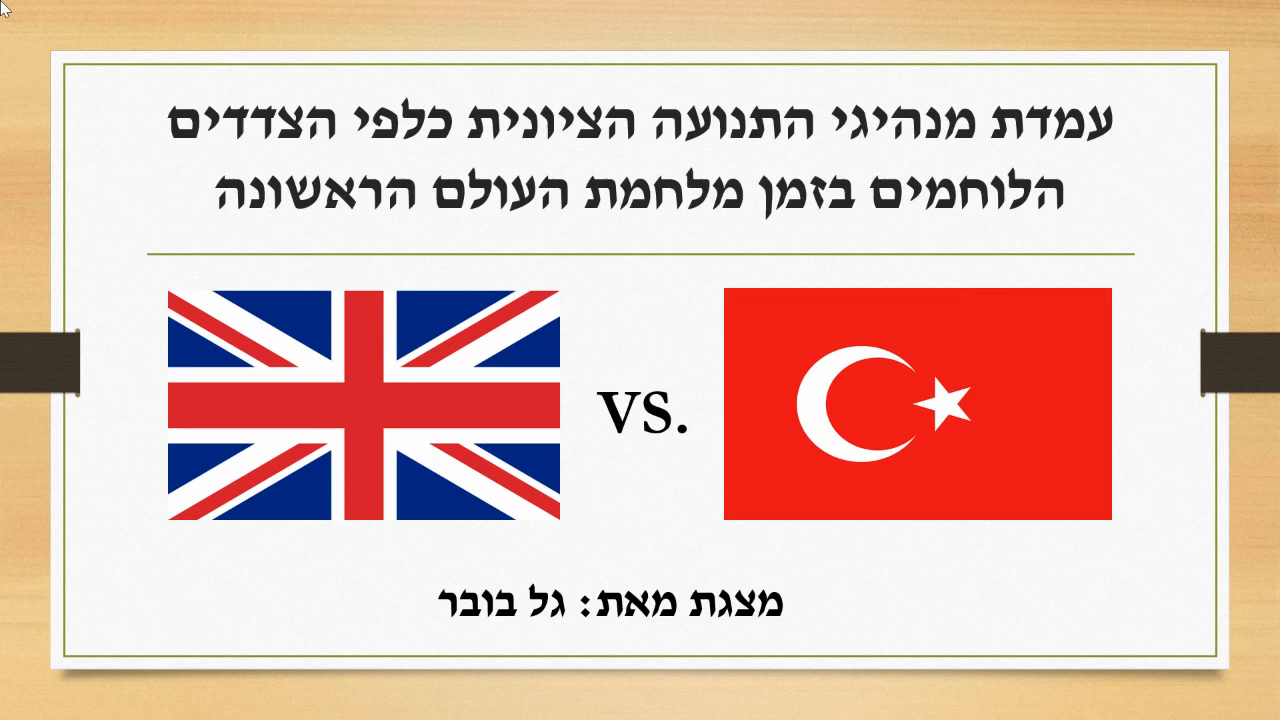 עמדת מנהיגי התנועה הציונית כלפי הצדדים
הלוחמים בזמן מלחמת העולם הראשונה
vs.
מצגת מאת: גל בובר